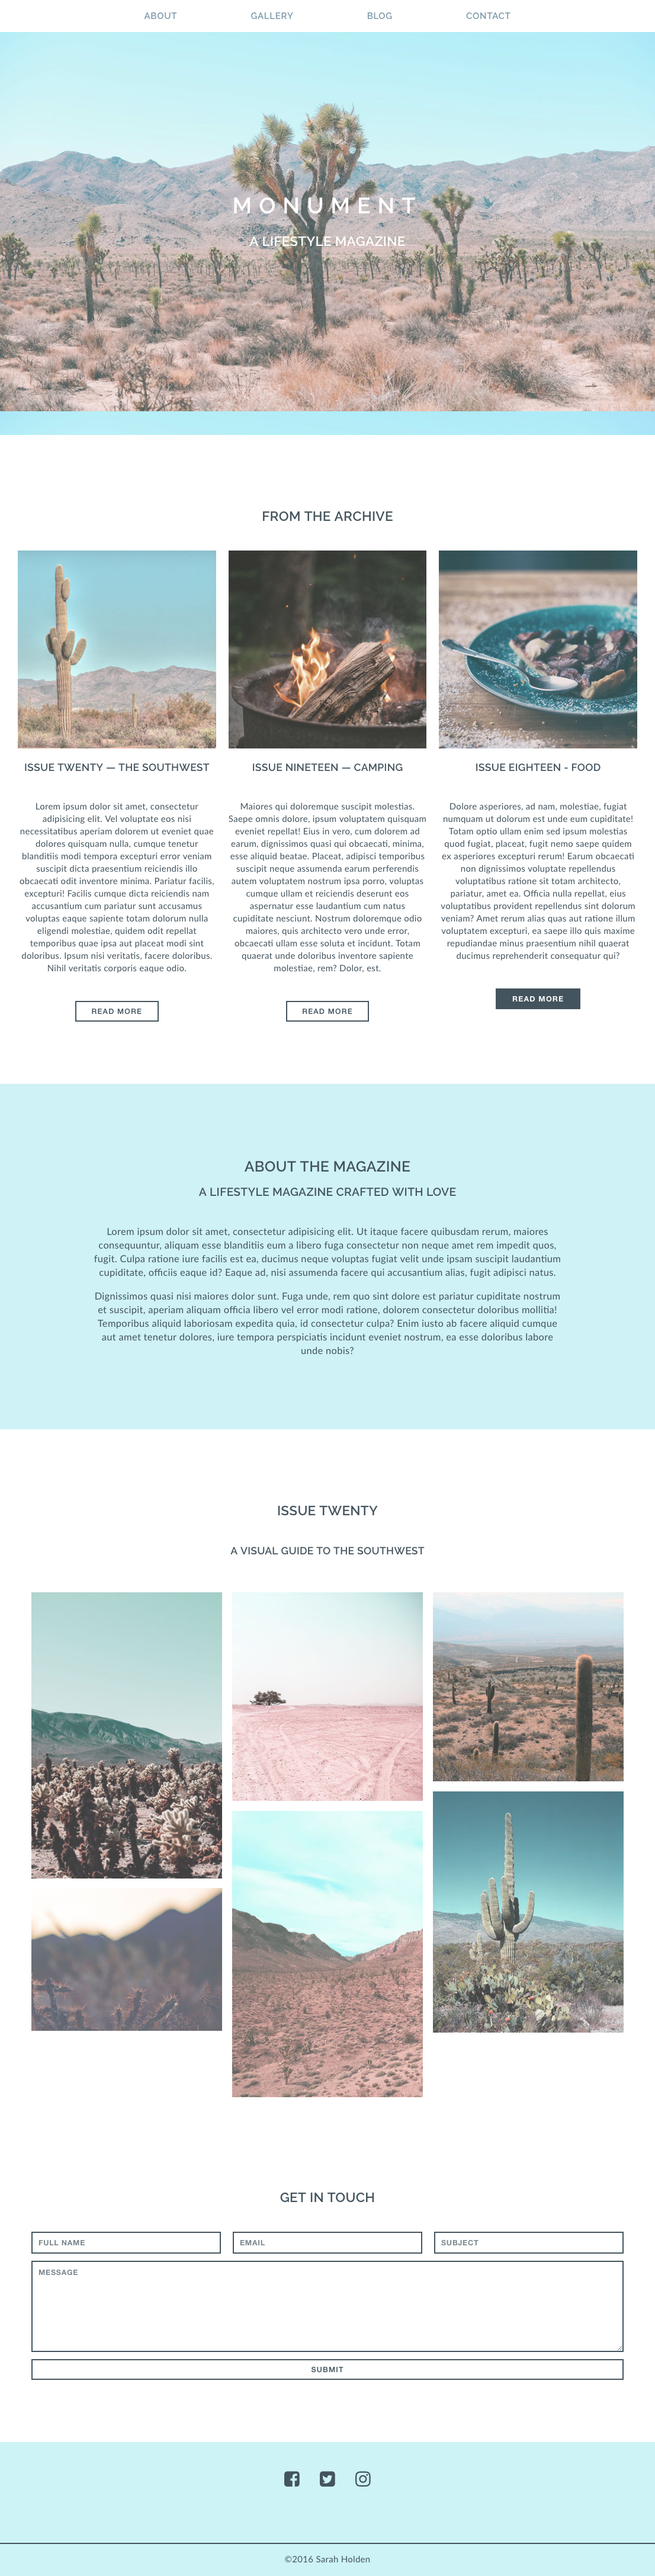 ABOUT GALLERY BLOG CONTACT
MONUMENT
A LIFESTYLE MAGAZINE
FROM THE ARCHIVE
ISSUE TWENTY — THE SOUTHWEST
Lorem ipsum dolor sit amet, consectetur
adipisicing elit. Vel voluptate eos nisi
necessitatibus aperiam dolorem ut eveniet quae
dolores quisquam nulla, cumque tenetur
blanditiis modi tempora excepturi error veniam
suscipit dicta praesentium reiciendis illo
obcaecati odit inventore minima. Pariatur facilis,
excepturi! Facilis cumque dicta reiciendis nam
accusantium cum pariatur sunt accusamus
voluptas eaque sapiente totam dolorum nulla
eligendi molestiae, quidem odit repellat
temporibus quae ipsa aut placeat modi sint
doloribus. Ipsum nisi veritatis, facere doloribus.
Nihil veritatis corporis eaque odio.
READ MORE
ISSUE NINETEEN — CAMPING
Maiores qui doloremque suscipit molestias.
Saepe omnis dolore, ipsum voluptatem quisquam
eveniet repellat! Eius in vero, cum dolorem ad
earum, dignissimos quasi qui obcaecati, minima,
esse aliquid beatae. Placeat, adipisci temporibus
suscipit neque assumenda earum perferendis
autem voluptatem nostrum ipsa porro, voluptas
cumque ullam et reiciendis deserunt eos
aspernatur esse laudantium cum natus
cupiditate nesciunt. Nostrum doloremque odio
maiores, quis architecto vero unde error,
obcaecati ullam esse soluta et incidunt. Totam
quaerat unde doloribus inventore sapiente
molestiae, rem? Dolor, est.
READ MORE
ISSUE EIGHTEEN - FOOD
Dolore asperiores, ad nam, molestiae, fugiat
numquam ut dolorum est unde eum cupiditate!
Totam optio ullam enim sed ipsum molestias
quod fugiat, placeat, fugit nemo saepe quidem
ex asperiores excepturi rerum! Earum obcaecati
non dignissimos voluptate repellendus
voluptatibus ratione sit totam architecto,
pariatur, amet ea. Officia nulla repellat, eius
voluptatibus provident repellendus sint dolorum
veniam? Amet rerum alias quas aut ratione illum
voluptatem excepturi, ea saepe illo quis maxime
repudiandae minus praesentium nihil quaerat
ducimus reprehenderit consequatur qui?
READ MORE
ABOUT THE MAGAZINE
A LIFESTYLE MAGAZINE CRAFTED WITH LOVE
Lorem ipsum dolor sit amet, consectetur adipisicing elit. Ut itaque facere quibusdam rerum, maiores
consequuntur, aliquam esse blanditiis eum a libero fuga consectetur non neque amet rem impedit quos,
fugit. Culpa ratione iure facilis est ea, ducimus neque voluptas fugiat velit unde ipsam suscipit laudantium
cupiditate, officiis eaque id? Eaque ad, nisi assumenda facere qui accusantium alias, fugit adipisci natus.
Dignissimos quasi nisi maiores dolor sunt. Fuga unde, rem quo sint dolore est pariatur cupiditate nostrum
et suscipit, aperiam aliquam officia libero vel error modi ratione, dolorem consectetur doloribus mollitia!
Temporibus aliquid laboriosam expedita quia, id consectetur culpa? Enim iusto ab facere aliquid cumque
aut amet tenetur dolores, iure tempora perspiciatis incidunt eveniet nostrum, ea esse doloribus labore
unde nobis?
ISSUE TWENTY
A VISUAL GUIDE TO THE SOUTHWEST
GET IN TOUCH
FULL NAME
EMAIL
SUBJECT
MESSAGE
SUBMIT
©2016 Sarah Holden